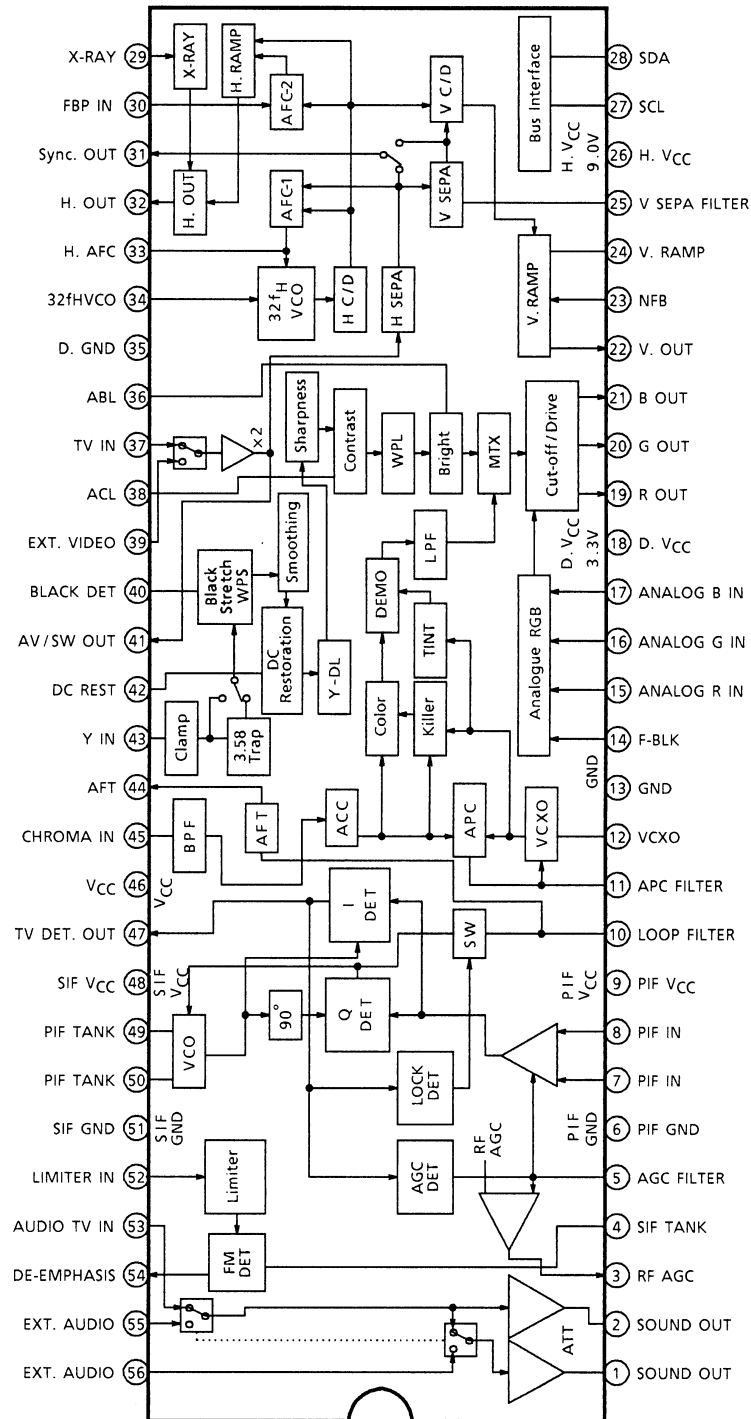 X-RAY 29
FBP IN 30
Sync. OUT 31
H. OUT 32
H. AFC 33
32fHVCO 34
D. GND 35
ABL 36
TV IN 37
ACL 38
EXT. VIDEO 39
BLACK DET 40
AV/SW OUT 41
DC REST 42
Y IN 43
AFT 44
CHROMA IN 45
VCC 46
TV DET. OUT 47
SIF VCC 48
PIF TANK 49
PIF TANK 50
SIF GND 51
LIMITER IN 52
AUDIO TV IN 53
DE-EMPHASIS 54
EXT. AUDIO 55
EXT. AUDIO 56
X-RAY
H. RAMP
AFC-2
V C/D
Bus Interface
H. VCC
9.0V
H. OUT
AFC-1
V SEPA
32fH
VCO
H C/D
H SEPA
V. RAMP
×2
Sharpness
Contrast
WPL
Bright
MTX
Cut-off/Drive
D. VCC
3.3V
Black
Stretch
WPS
Smoothing
DC
Restoration
Y-DL
DEMO
LPF
TINT
Analogue RGB
Clamp
3.58
Trap
Color
Killer
GND
BPF
AFT
ACC
APC
VCXO
VCC
I
DET
SW
SIF
VCC
PIF
VCC
VCO
90°
Q
DET
LOCK
DET
SIF
GND
PIF
GND
RF
AGC
AGC
DET
Limiter
FM
DET
ATT
28 SDA
27 SCL
26 H. VCC
25 V SEPA FILTER
24 V. RAMP
23 NFB
22 V. OUT
21 B OUT
20 G OUT
19 R OUT
18 D. VCC
17 ANALOG B IN
16 ANALOG G IN
15 ANALOG R IN
14 F-BLK
13 GND
12 VCXO
11 APC FILTER
10 LOOP FILTER
9 PIF VCC
8 PIF IN
7 PIF IN
6 PIF GND
5 AGC FILTER
4 SIF TANK
3 RF AGC
2 SOUND OUT
1 SOUND OUT